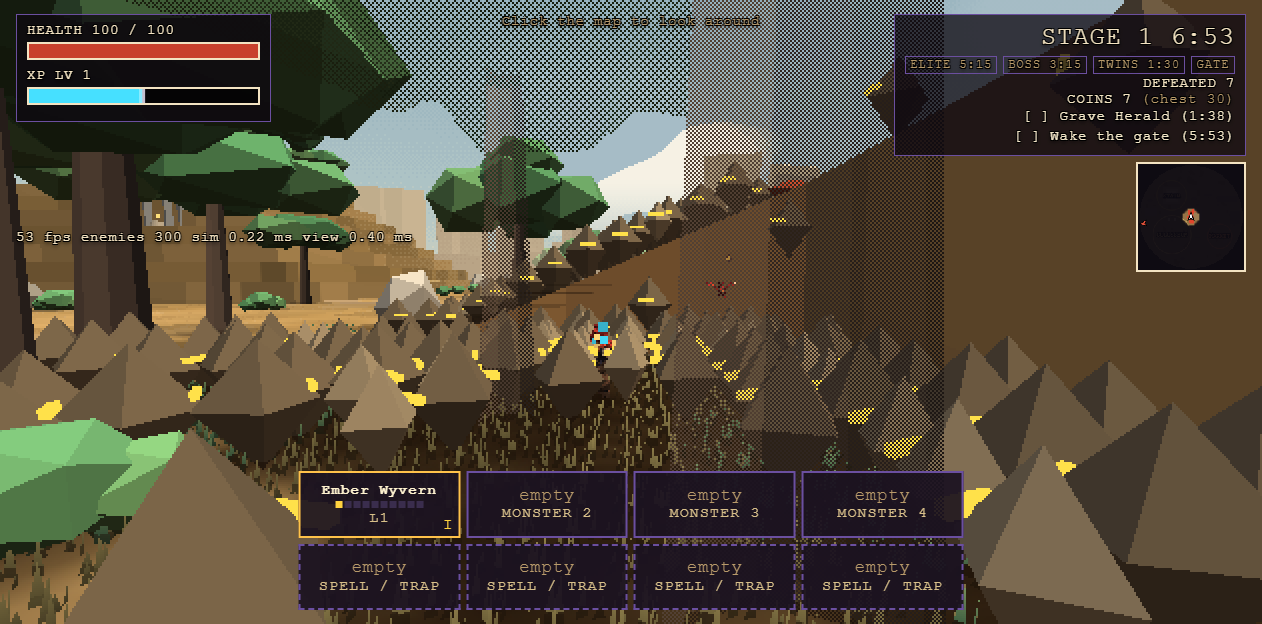 HEALTH 100 / 100
XP LV 1
Click the map to look around
STAGE 1 6:53
ELITE 5:15 BOSS 3:15 TWINS 1:30 GATE
DEFEATED 7
COINS 7 (chest 30)
[ ] Grave Herald (1:38)
[ ] Wake the gate (5:53)
53 fps enemies 300 sim 0.22 ms view 0.40 ms
Ember Wyvern
L1
I
empty
MONSTER 2
empty
MONSTER 3
empty
MONSTER 4
empty
SPELL / TRAP
empty
SPELL / TRAP
empty
SPELL / TRAP
empty
SPELL / TRAP